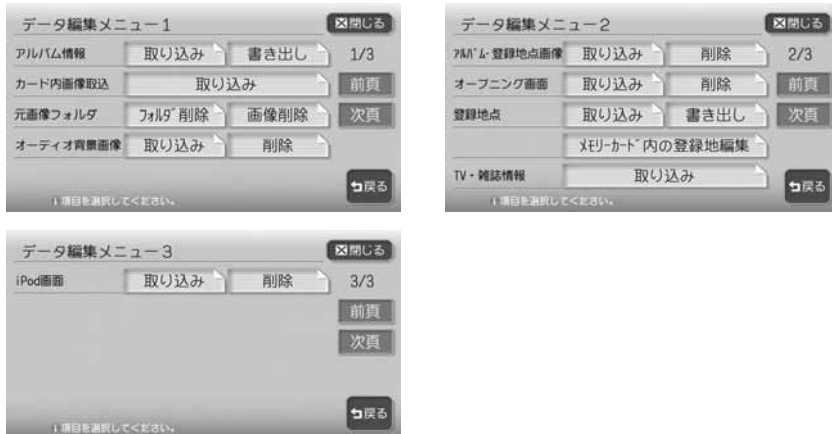 データ編集メニュー1 ☒閉じる
アルバム情報 取り込み 書き出し 1/3
カード内画像取込 取り込み 前頁
元画像フォルダ フォルダ削除 画像削除 次頁
オーディオ背景画像 取り込み 削除
戻る
項目を選択してください。
データ編集メニュー2 ☒閉じる
アルバム・登録地点画像 取り込み 削除 2/3
オープニング画面 取り込み 削除 前頁
登録地点 取り込み 書き出し 次頁
メモリーカード内の登録地編集
TV・雑誌情報 取り込み
戻る
項目を選択してください。
データ編集メニュー3 ☒閉じる
iPod画面 取り込み 削除 3/3
前頁
次頁
戻る
項目を選択してください。